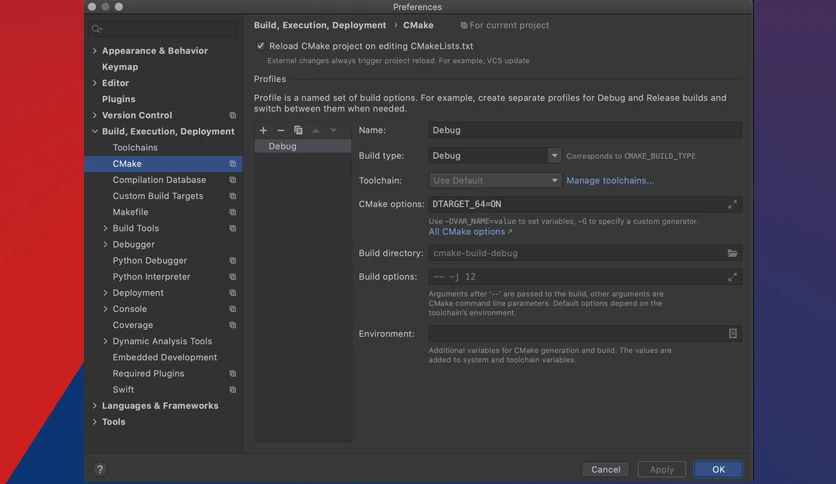 Preferences
Appearance & Behavior
Keymap
Editor
Plugins
Version Control
Build, Execution, Deployment
Toolchains
CMake
Compilation Database
Custom Build Targets
Makefile
Build Tools
Debugger
Python Debugger
Python Interpreter
Deployment
Console
Coverage
Dynamic Analysis Tools
Embedded Development
Required Plugins
Swift
Languages & Frameworks
Tools
?
Build, Execution, Deployment › CMake For current project
Reload CMake project on editing CMakeLists.txt
External changes always trigger project reload. For example, VCS update
Profiles
Profile is a named set of build options. For example, create separate profiles for Debug and Release builds and
switch between them when needed.
Debug
Name: Debug
Build type: Debug Corresponds to CMAKE_BUILD_TYPE
Toolchain: Use Default Manage toolchains...
CMake options: DTARGET_64=ON
Use -DVAR_NAME=value to set variables, -G to specify a custom generator.
All CMake options ↗
Build directory: cmake-build-debug
Build options: -- -j 12
Arguments after '--' are passed to the build, other arguments are
CMake command line parameters. Default options depend on the
toolchain's environment.
Environment:
Additional variables for CMake generation and build. The values are
added to system and toolchain variables.
Cancel Apply OK